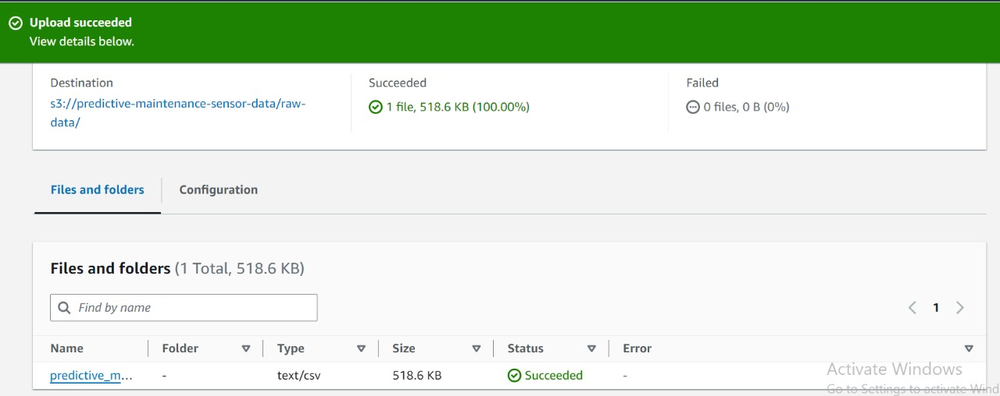 Upload succeeded
View details below.
Destination
s3://predictive-maintenance-sensor-data/raw-
data/
Succeeded
1 file, 518.6 KB (100.00%)
Failed
0 files, 0 B (0%)
Files and folders
Configuration
Files and folders (1 Total, 518.6 KB)
Find by name
1
Name Folder Type Size Status Error
predictive_m... - text/csv 518.6 KB Succeeded -
Activate Windows
Go to Settings to activate Wind